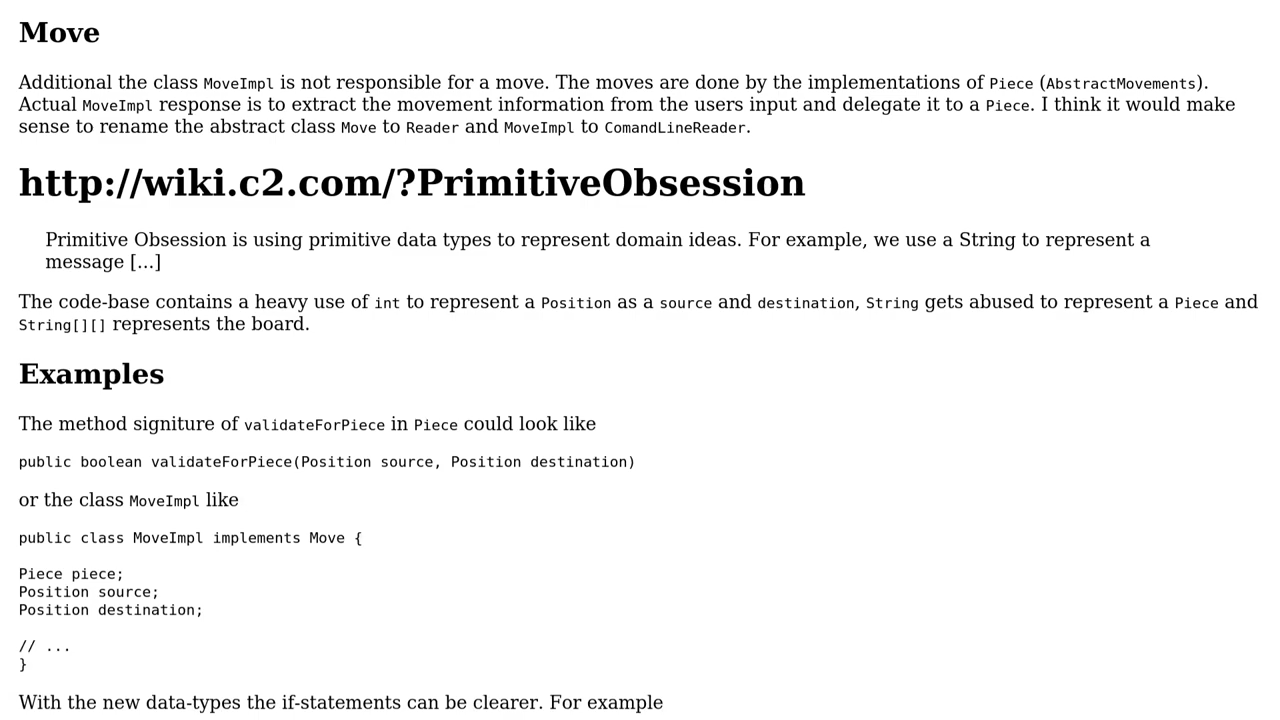 Move
Additional the class MoveImpl is not responsible for a move. The moves are done by the implementations of Piece (AbstractMovements).
Actual MoveImpl response is to extract the movement information from the users input and delegate it to a Piece. I think it would make
sense to rename the abstract class Move to Reader and MoveImpl to ComandLineReader.
http://wiki.c2.com/?PrimitiveObsession
Primitive Obsession is using primitive data types to represent domain ideas. For example, we use a String to represent a
message [...]
The code-base contains a heavy use of int to represent a Position as a source and destination, String gets abused to represent a Piece and
String[][] represents the board.
Examples
The method signiture of validateForPiece in Piece could look like
public boolean validateForPiece(Position source, Position destination)
or the class MoveImpl like
public class MoveImpl implements Move {
Piece piece;
Position source;
Position destination;
// ...
}
With the new data-types the if-statements can be clearer. For example